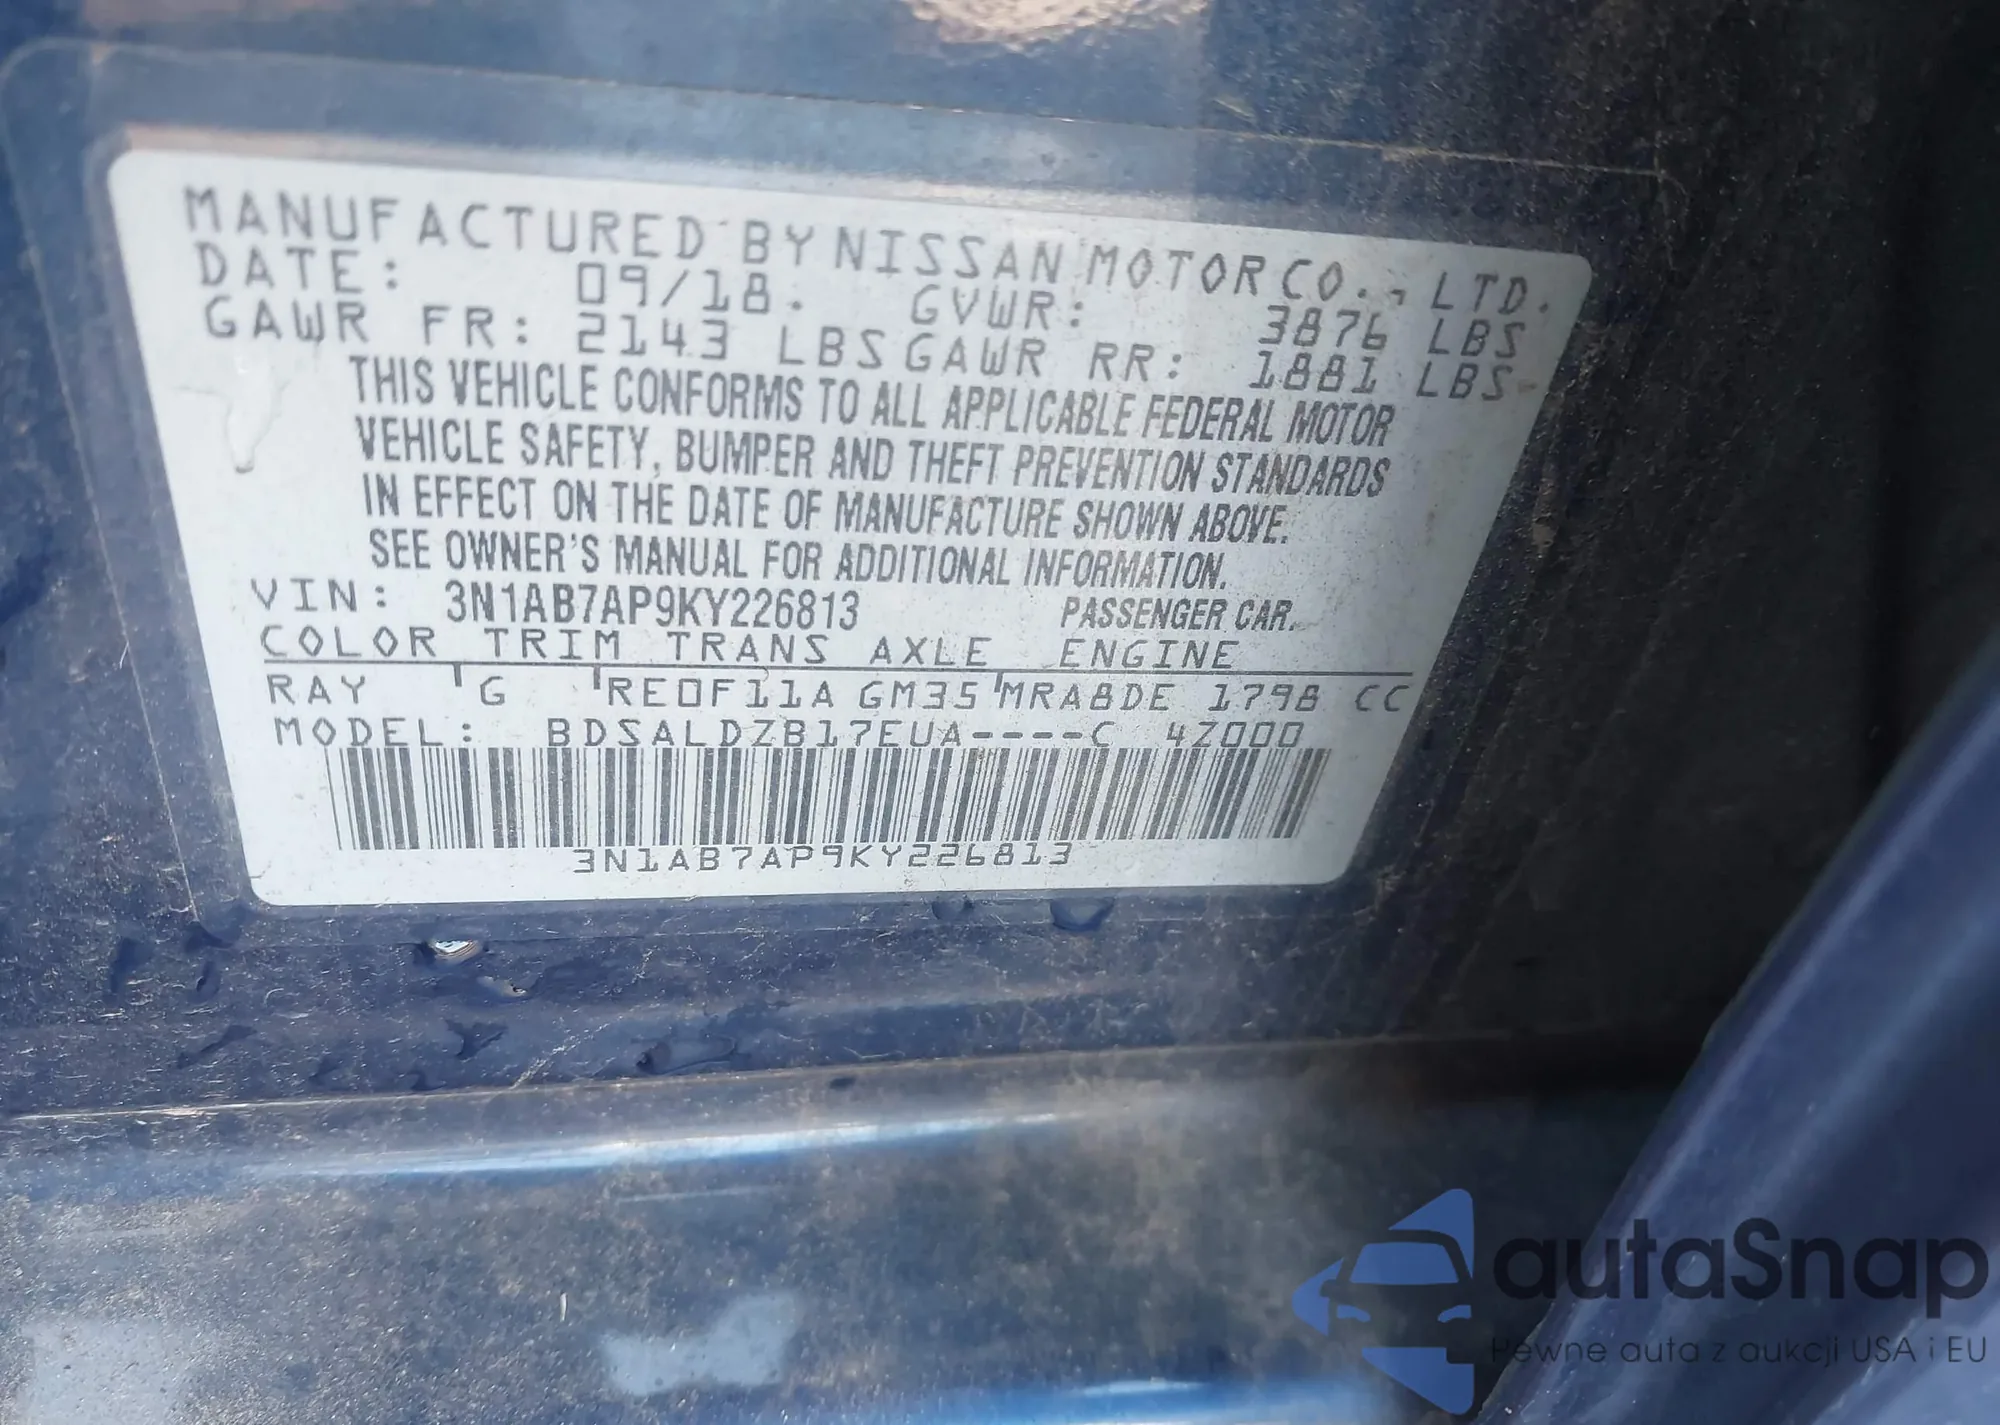 MANUFACTURED BY NISSAN MOTOR CO., LTD.
DATE: 09/18. GVWR: 3876 LBS
GAWR FR: 2143 LBS GAWR RR: 1881 LBS
THIS VEHICLE CONFORMS TO ALL APPLICABLE FEDERAL MOTOR
VEHICLE SAFETY, BUMPER AND THEFT PREVENTION STANDARDS
IN EFFECT ON THE DATE OF MANUFACTURE SHOWN ABOVE.
SEE OWNER'S MANUAL FOR ADDITIONAL INFORMATION.
VIN: 3N1AB7AP9KY226813 PASSENGER CAR.
COLOR TRIM TRANS AXLE ENGINE
RAY G RE0F11A GM35 MRA8DE 1798 CC
MODEL: BDSALDZB17EUA----C 4Z000
3N1AB7AP9KY226813
autaSnap
Pewne auta z aukcji USA i EU